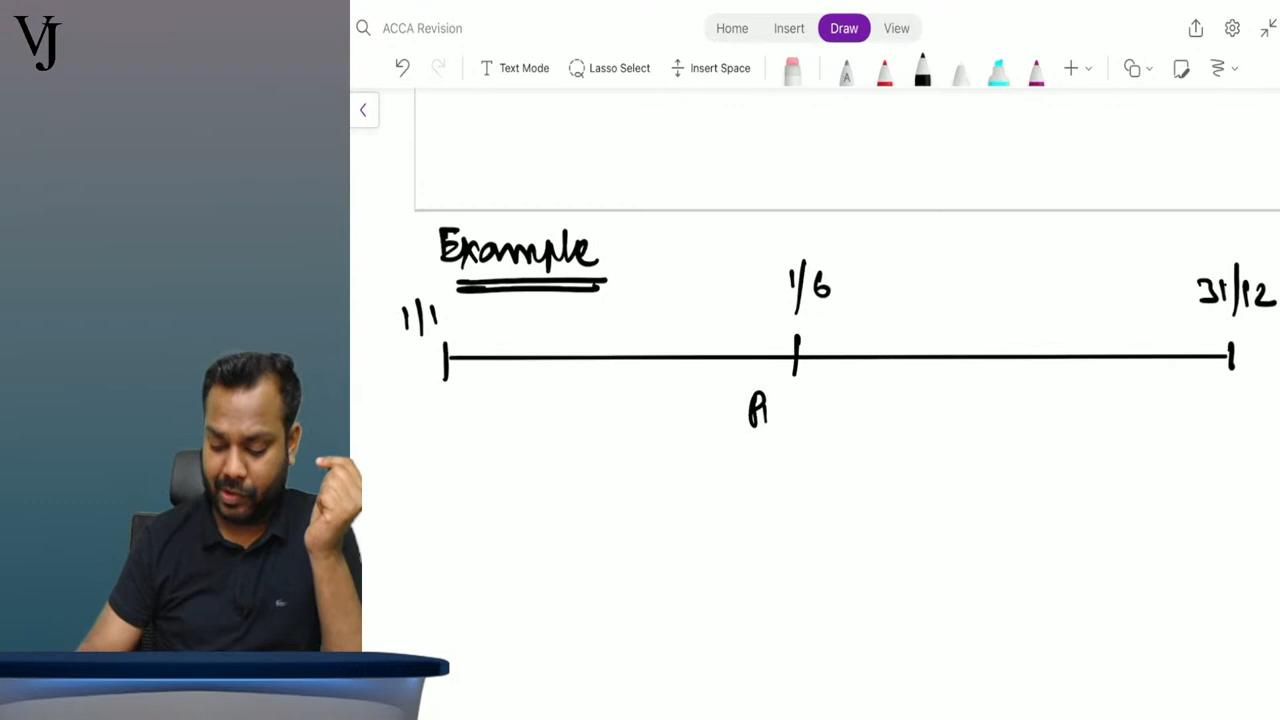 VJ
ACCA Revision
Home Insert Draw View
Text Mode Lasso Select Insert Space
A
Example
1/1 1/6 31/12